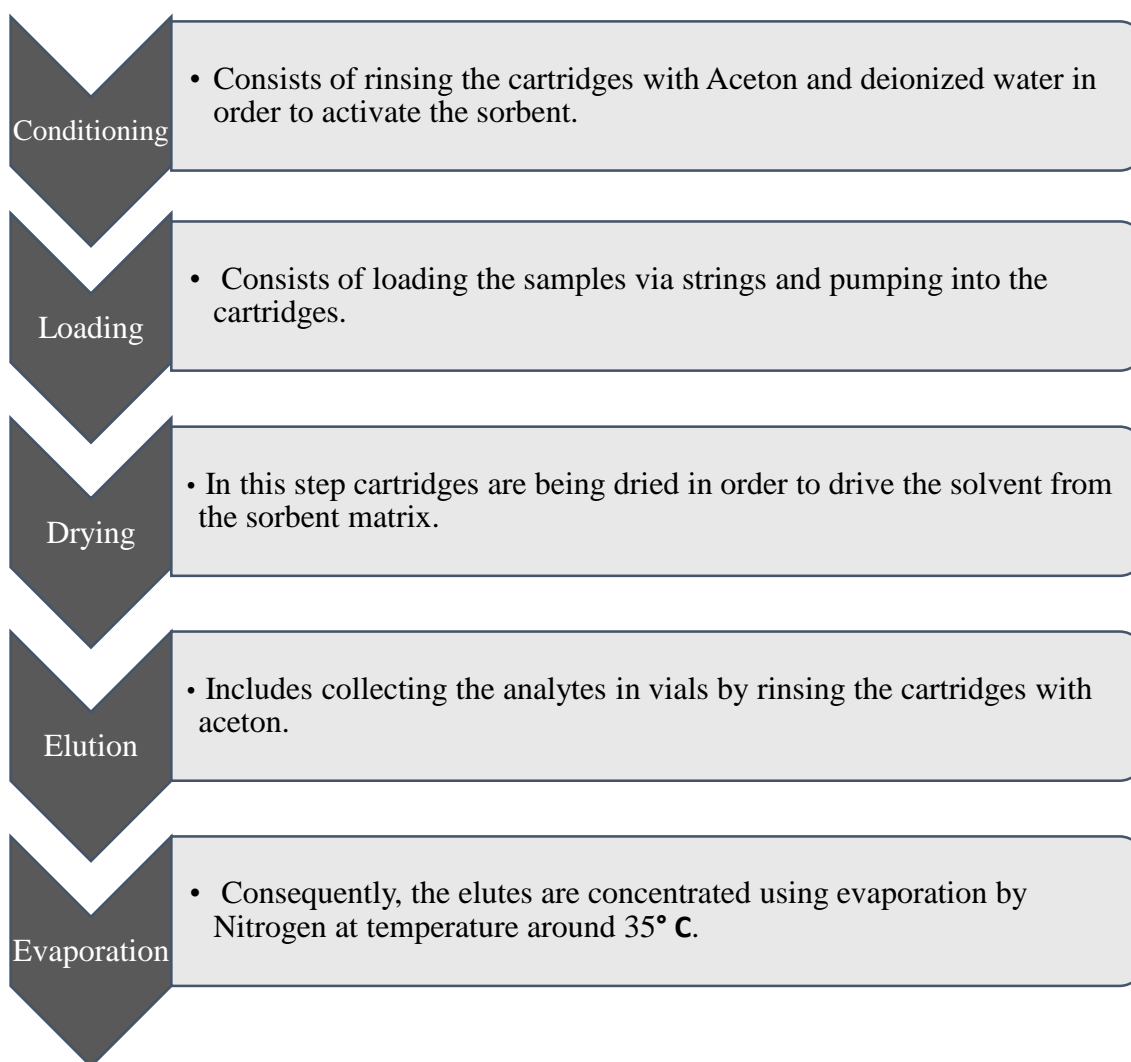 Conditioning
• Consists of rinsing the cartridges with Aceton and deionized water in
order to activate the sorbent.
Loading
• Consists of loading the samples via strings and pumping into the
cartridges.
Drying
• In this step cartridges are being dried in order to drive the solvent from
the sorbent matrix.
Elution
• Includes collecting the analytes in vials by rinsing the cartridges with
aceton.
Evaporation
• Consequently, the elutes are concentrated using evaporation by
Nitrogen at temperature around 35° C.